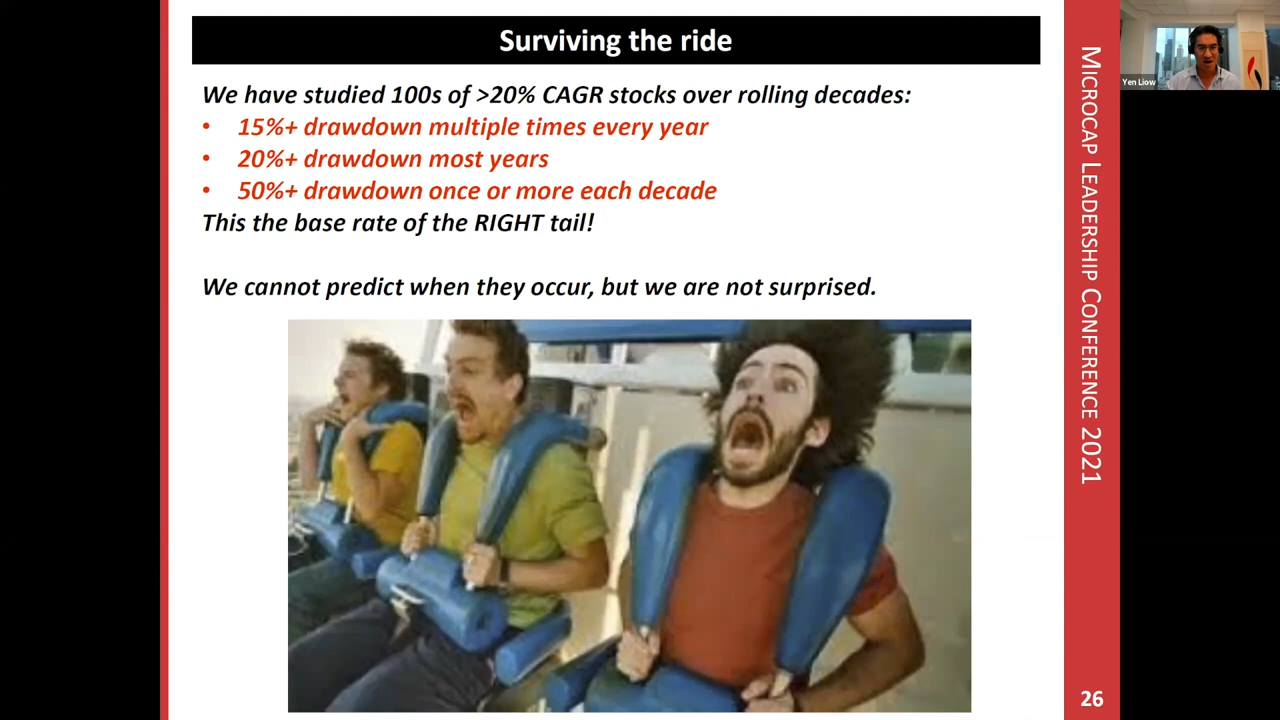 Surviving the ride
We have studied 100s of >20% CAGR stocks over rolling decades:
• 15%+ drawdown multiple times every year
• 20%+ drawdown most years
• 50%+ drawdown once or more each decade
This the base rate of the RIGHT tail!
We cannot predict when they occur, but we are not surprised.
MICROCAP LEADERSHIP CONFERENCE 2021
26
Yen Liow